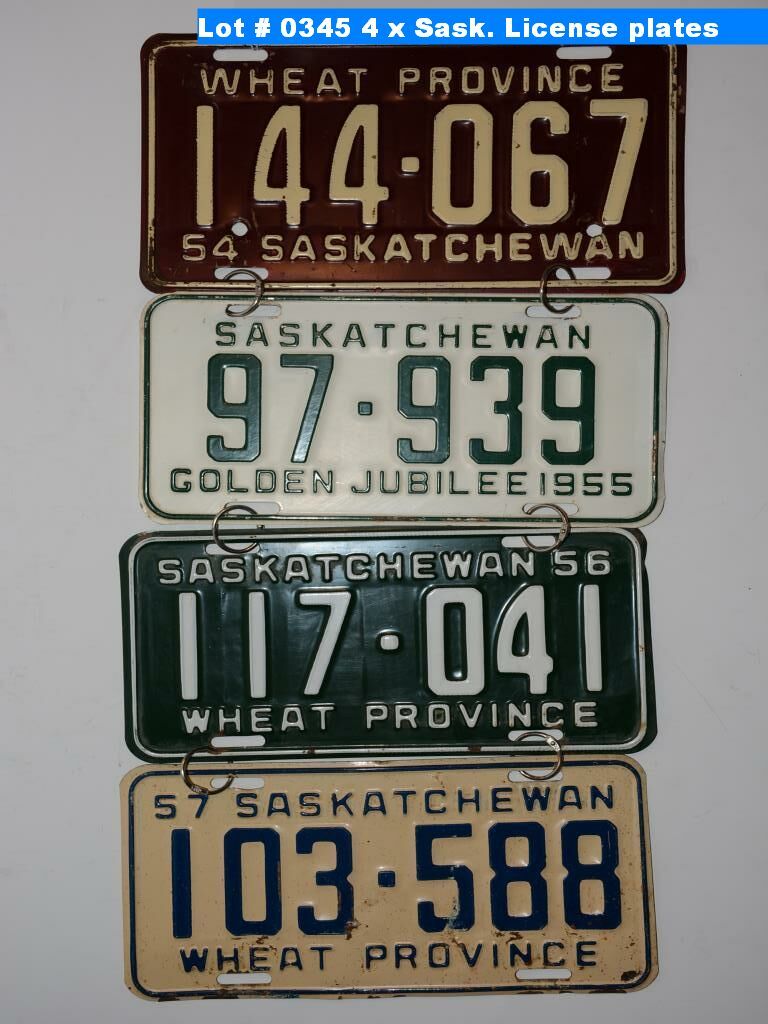 Lot # 0345 4 x Sask. License plates
WHEAT PROVINCE
144·067
54 SASKATCHEWAN
SASKATCHEWAN
97·939
GOLDEN JUBILEE 1955
SASKATCHEWAN 56
117·041
WHEAT PROVINCE
57 SASKATCHEWAN
103·588
WHEAT PROVINCE